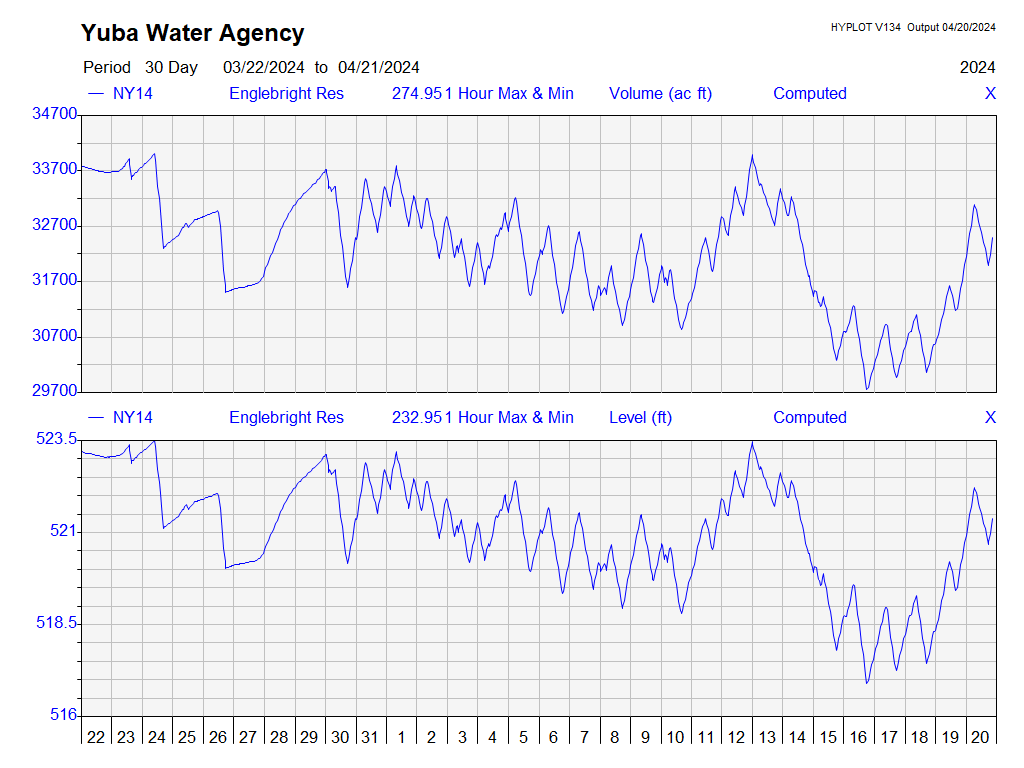 Yuba Water Agency
HYPLOT V134 Output 04/20/2024
Period 30 Day 03/22/2024 to 04/21/2024 2024
NY14 Englebright Res 274.951 Hour Max & Min Volume (ac ft) Computed X
34700
33700
32700
31700
30700
29700
NY14 Englebright Res 232.951 Hour Max & Min Level (ft) Computed X
523.5
521
518.5
516
22 23 24 25 26 27 28 29 30 31 1 2 3 4 5 6 7 8 9 10 11 12 13 14 15 16 17 18 19 20